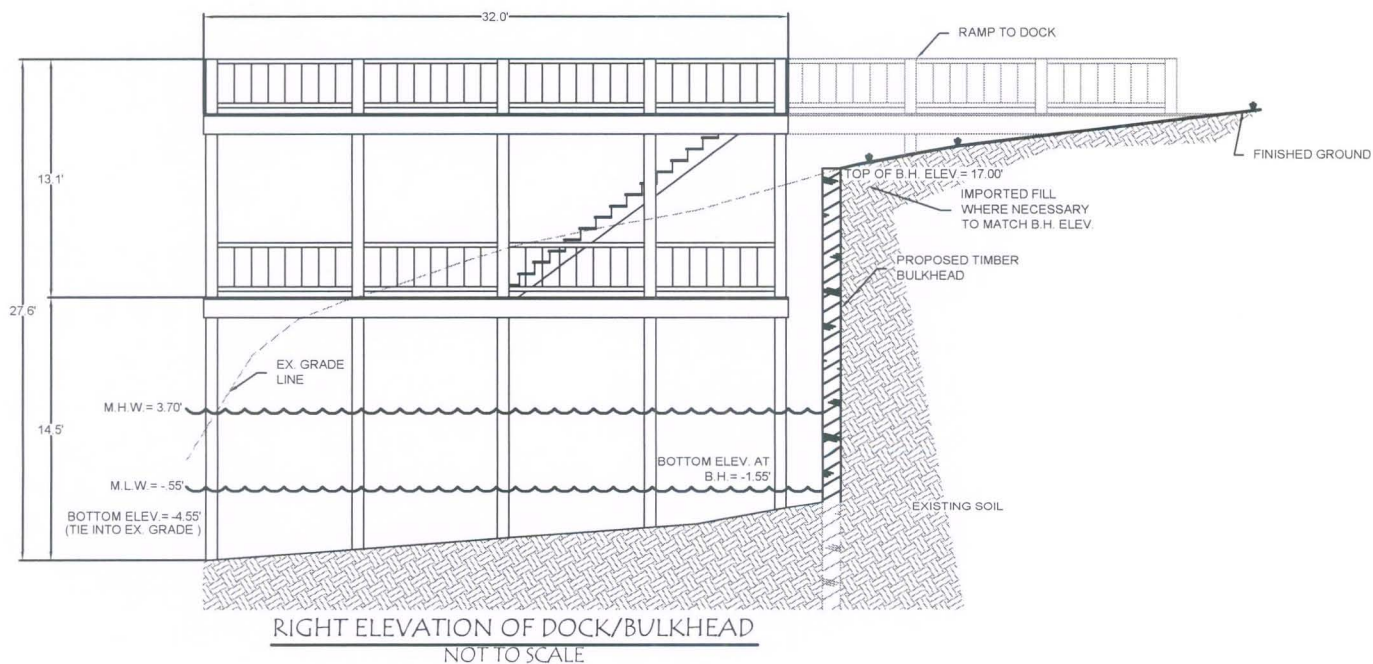 32.0'
RAMP TO DOCK
FINISHED GROUND
13.1'
TOP OF B.H. ELEV.= 17.00'
IMPORTED FILL
WHERE NECESSARY
TO MATCH B.H. ELEV.
PROPOSED TIMBER
BULKHEAD
27.6'
EX. GRADE
LINE
M.H.W.= 3.70'
14.5'
BOTTOM ELEV. AT
B.H.= -1.55'
M.L.W.= -.55'
BOTTOM ELEV.= -4.55'
(TIE INTO EX. GRADE )
EXISTING SOIL
RIGHT ELEVATION OF DOCK/BULKHEAD
NOT TO SCALE